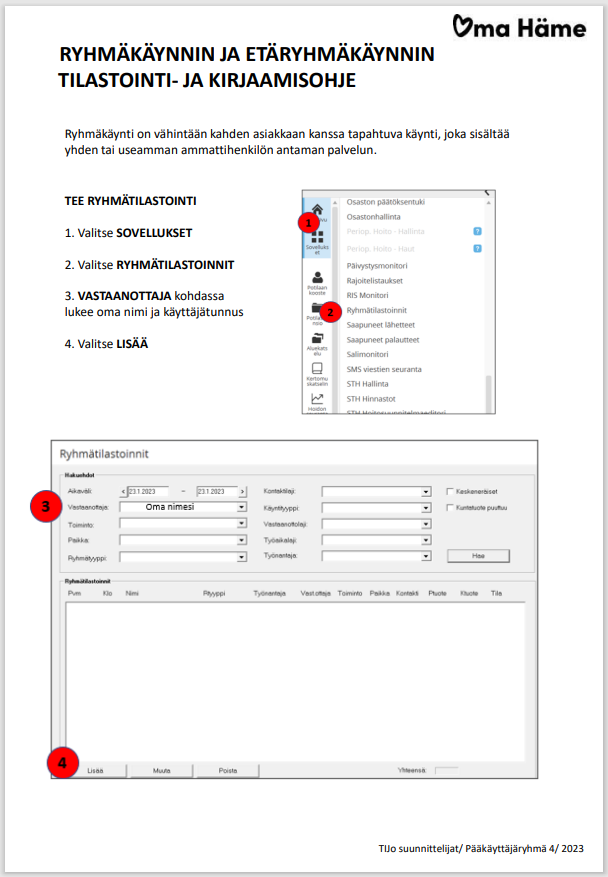 Oma Häme
RYHMÄKÄYNNIN JA ETÄRYHMÄKÄYNNIN
TILASTOINTI- JA KIRJAAMISOHJE
Ryhmäkäynti on vähintään kahden asiakkaan kanssa tapahtuva käynti, joka sisältää
yhden tai useamman ammattihenkilön antaman palvelun.
TEE RYHMÄTILASTOINTI
1. Valitse SOVELLUKSET
2. Valitse RYHMÄTILASTOINNIT
3. VASTAANOTTAJA kohdassa
lukee oma nimi ja käyttäjätunnus
4. Valitse LISÄÄ
1
Sovelluks
et
Potilaan
kooste
2
Aluekats
elu
Kertomu
skatselin
Hoidon
Osaston päätöksentuki
Osastonhallinta
Periop. Hoito - Hallinta ?
Periop. Hoito - Haut ?
Päivystysmonitori
Rajoitelistaukset
RIS Monitori
Ryhmätilastoinnit
Saapuneet lähetteet
Saapuneet palautteet
Salimonitori
SMS viestien seuranta
STH Hallinta
STH Hinnastot
STH Hoitosuunnitelmaeditori
Ryhmätilastoinnit
Hakuehdot
Aikaväli: < 23.1.2023 – 23.1.2023 > Kontaktilaji: Keskeneräiset
3 Vastaanottaja: Oma nimesi Käyntityyppi: Kuntatuote puuttuu
Toiminto: Vastaanottolaji:
Paikka: Työaikalaji:
Ryhmätyyppi: Työnantaja: Hae
Ryhmätilastoinnit
Pvm Klo Nimi Rtyyppi Työnantaja Vast.ottaja Toiminto Paikka Kontakti Ptuote Ktuote Tila
4 Lisää Muuta Poista Yhteensä:
TIJo suunnittelijat/ Pääkäyttäjäryhmä 4/ 2023